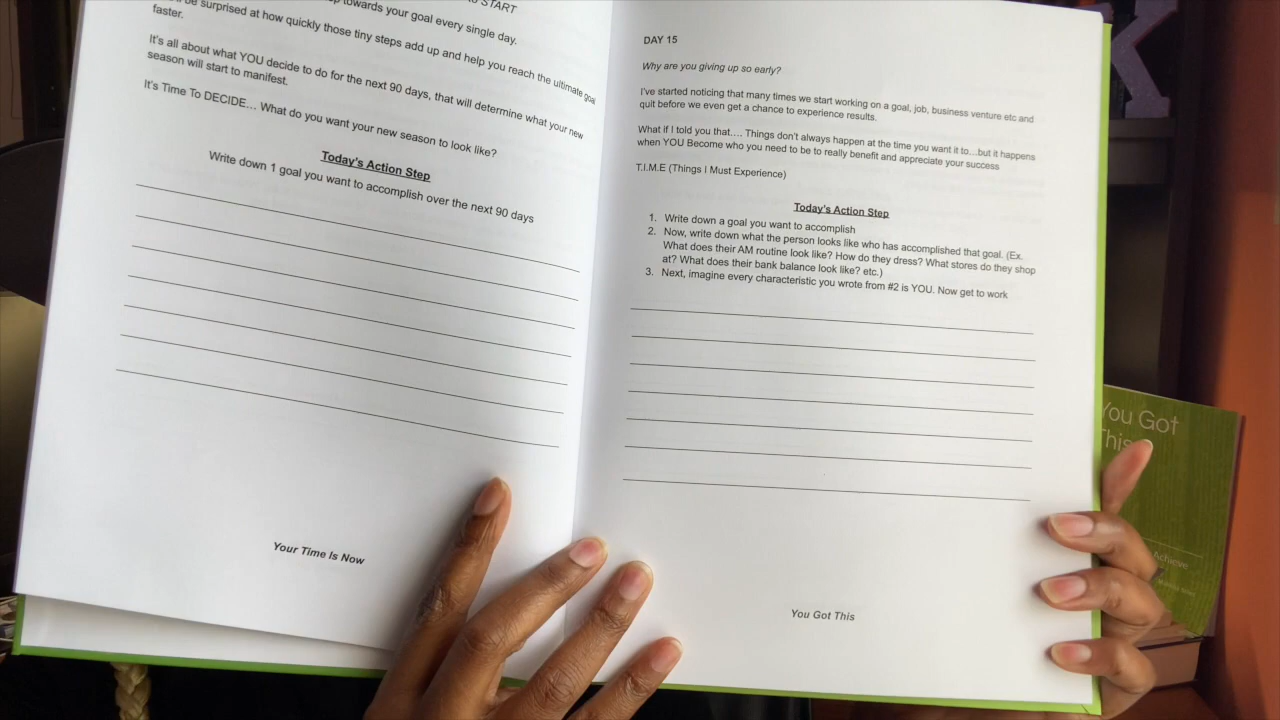 START
towards your goal every single day.
be surprised at how quickly those tiny steps add up and help you reach the ultimate goal
faster.
It's all about what YOU decide to do for the next 90 days, that will determine what your new
season will start to manifest.
It's Time To DECIDE... What do you want your new season to look like?
Today's Action Step
Write down 1 goal you want to accomplish over the next 90 days
Your Time Is Now
DAY 15
Why are you giving up so early?
I've started noticing that many times we start working on a goal, job, business venture etc and
quit before we even get a chance to experience results.
What if I told you that.... Things don't always happen at the time you want it to...but it happens
when YOU Become who you need to be to really benefit and appreciate your success
T.I.M.E (Things I Must Experience)
Today's Action Step
1. Write down a goal you want to accomplish
2. Now, write down what the person looks like who has accomplished that goal. (Ex.
What does their AM routine look like? How do they dress? What stores do they shop
at? What does their bank balance look like? etc.)
3. Next, imagine every characteristic you wrote from #2 is YOU. Now get to work
You Got This
You Got
This
Achieve
K